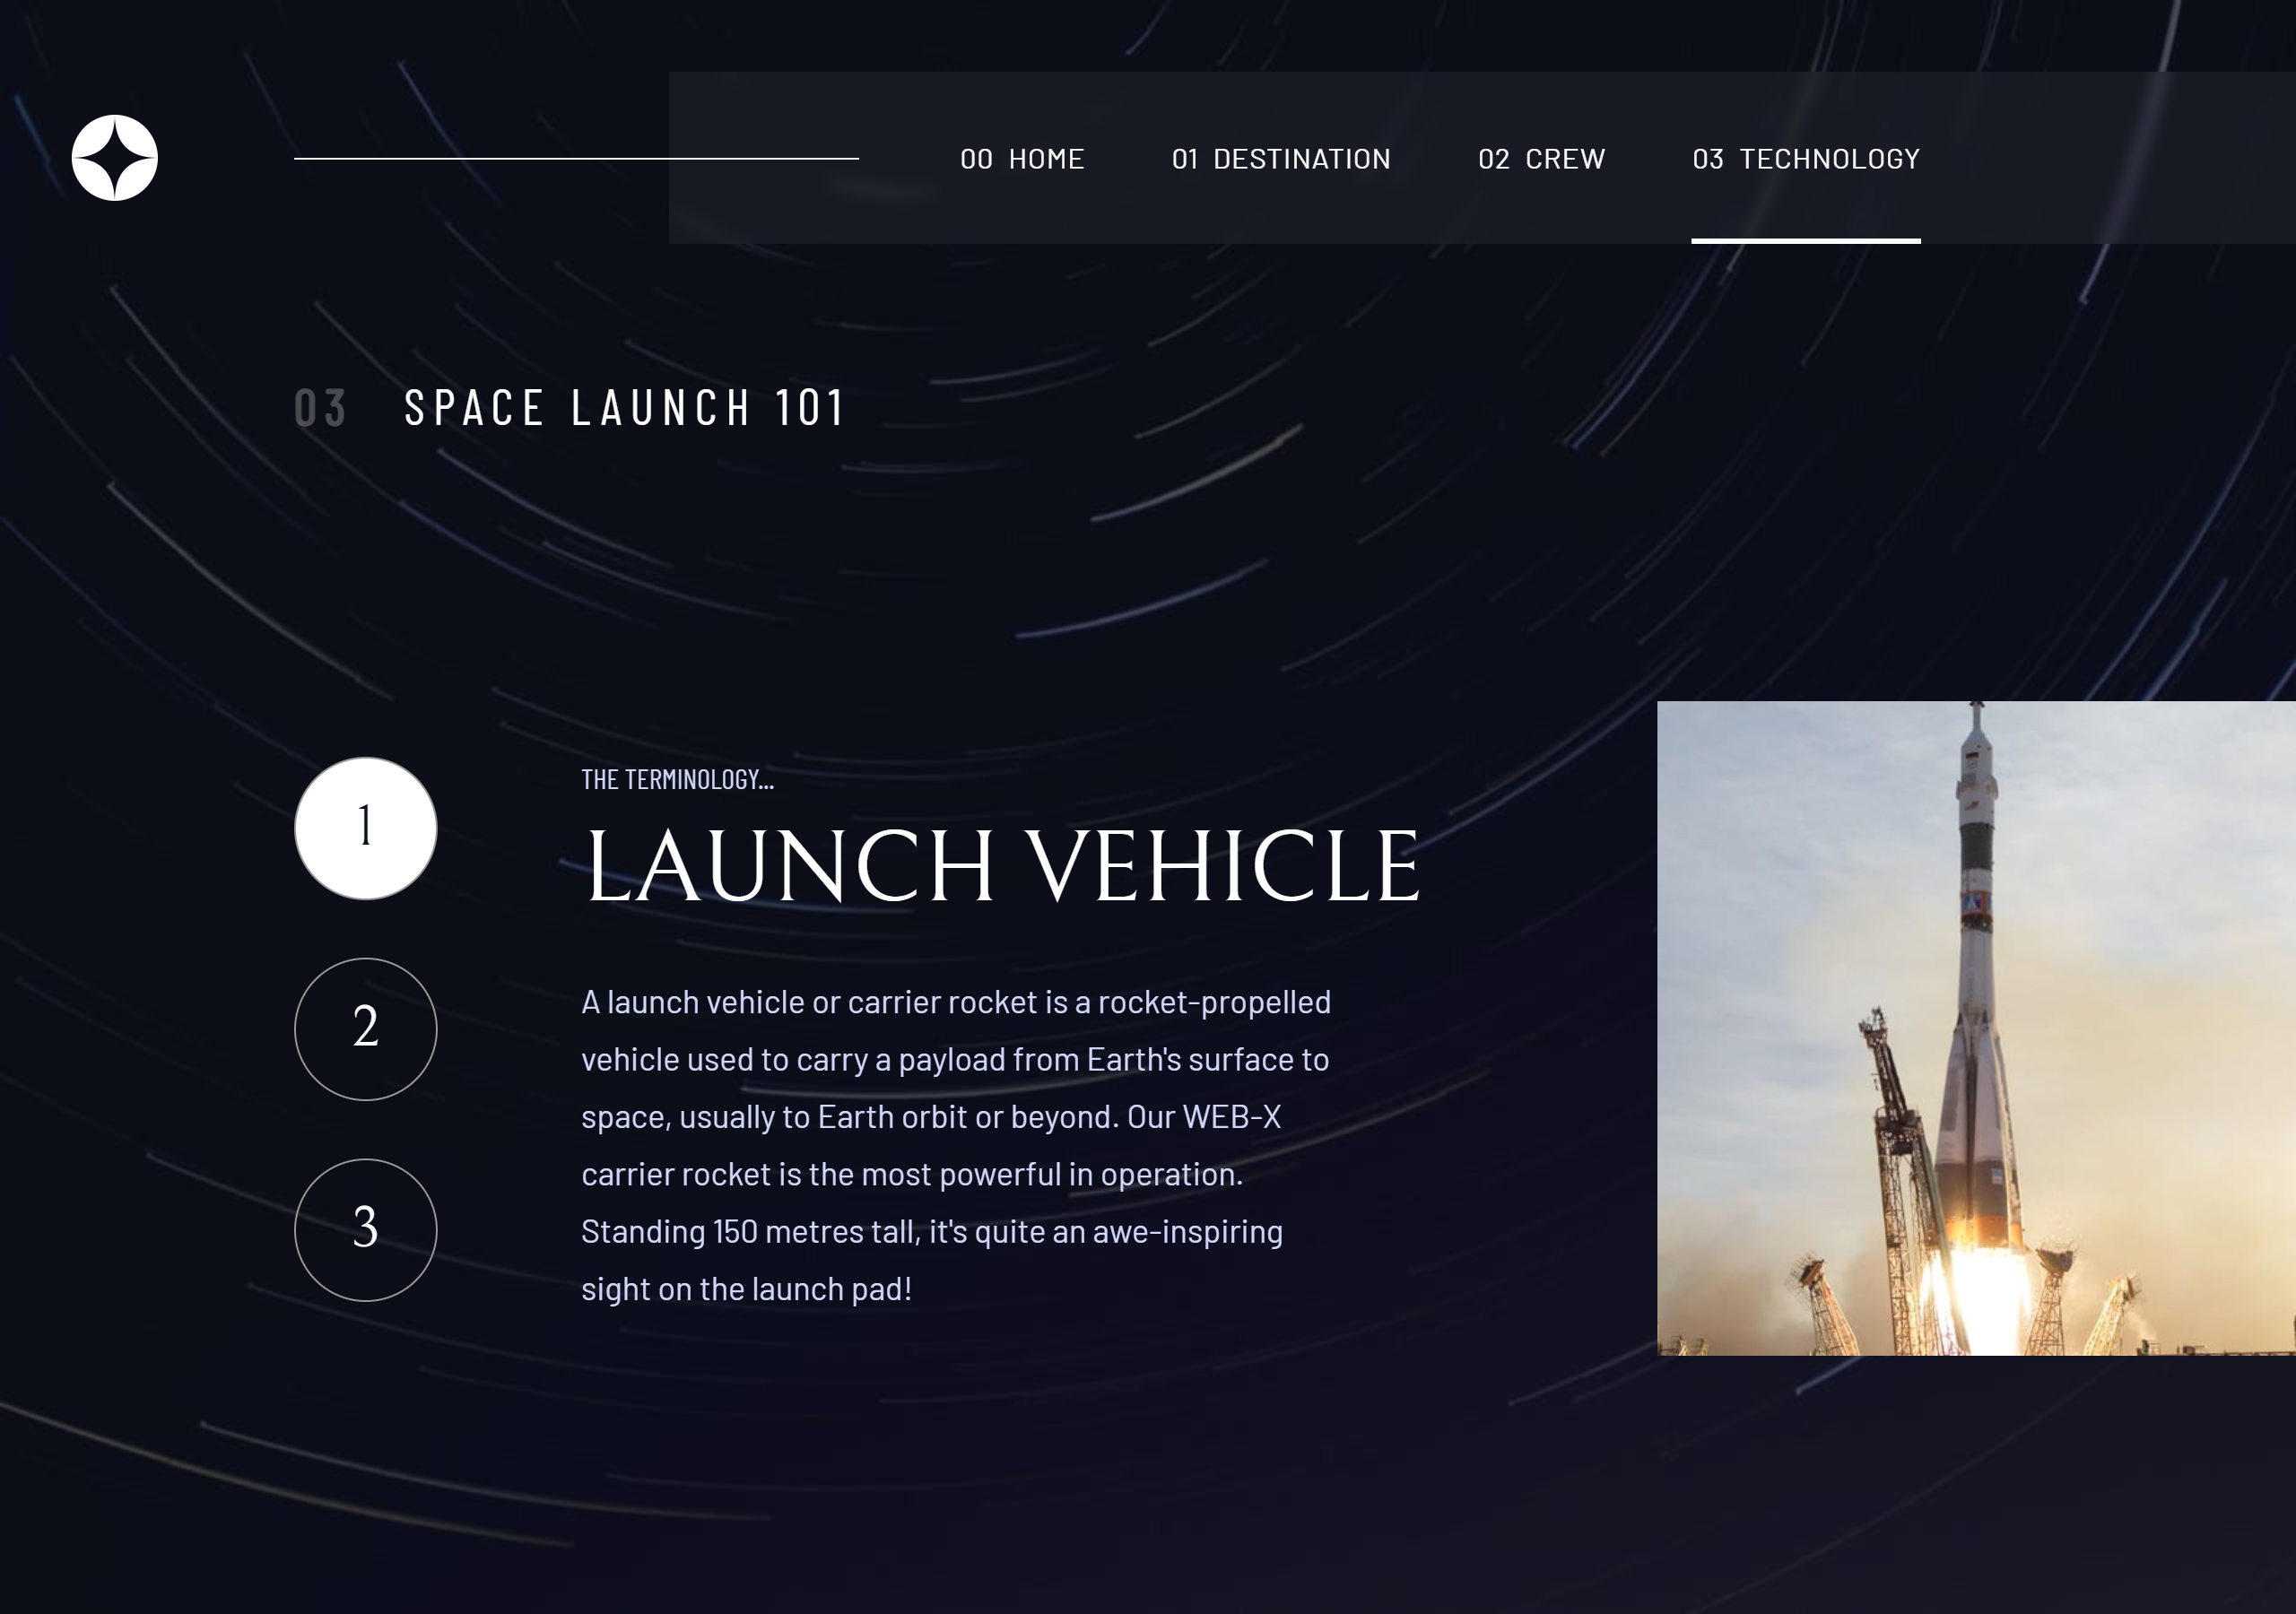 00 HOME 01 DESTINATION 02 CREW 03 TECHNOLOGY
03 SPACE LAUNCH 101
1
2
3
THE TERMINOLOGY...
LAUNCH VEHICLE
A launch vehicle or carrier rocket is a rocket-propelled
vehicle used to carry a payload from Earth's surface to
space, usually to Earth orbit or beyond. Our WEB-X
carrier rocket is the most powerful in operation.
Standing 150 metres tall, it's quite an awe-inspiring
sight on the launch pad!